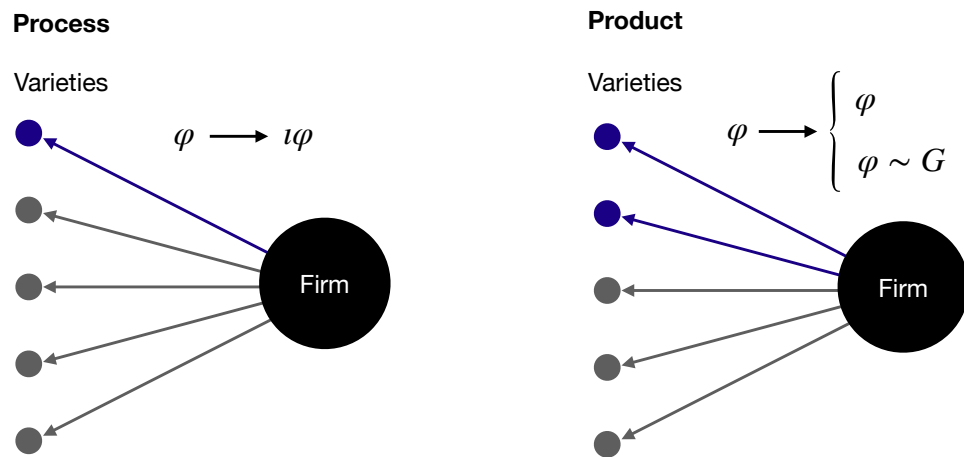 Process
Varieties
φ ⟶ ιφ
Firm
Product
Varieties
φ ⟶ { φ
φ ∼ G
Firm